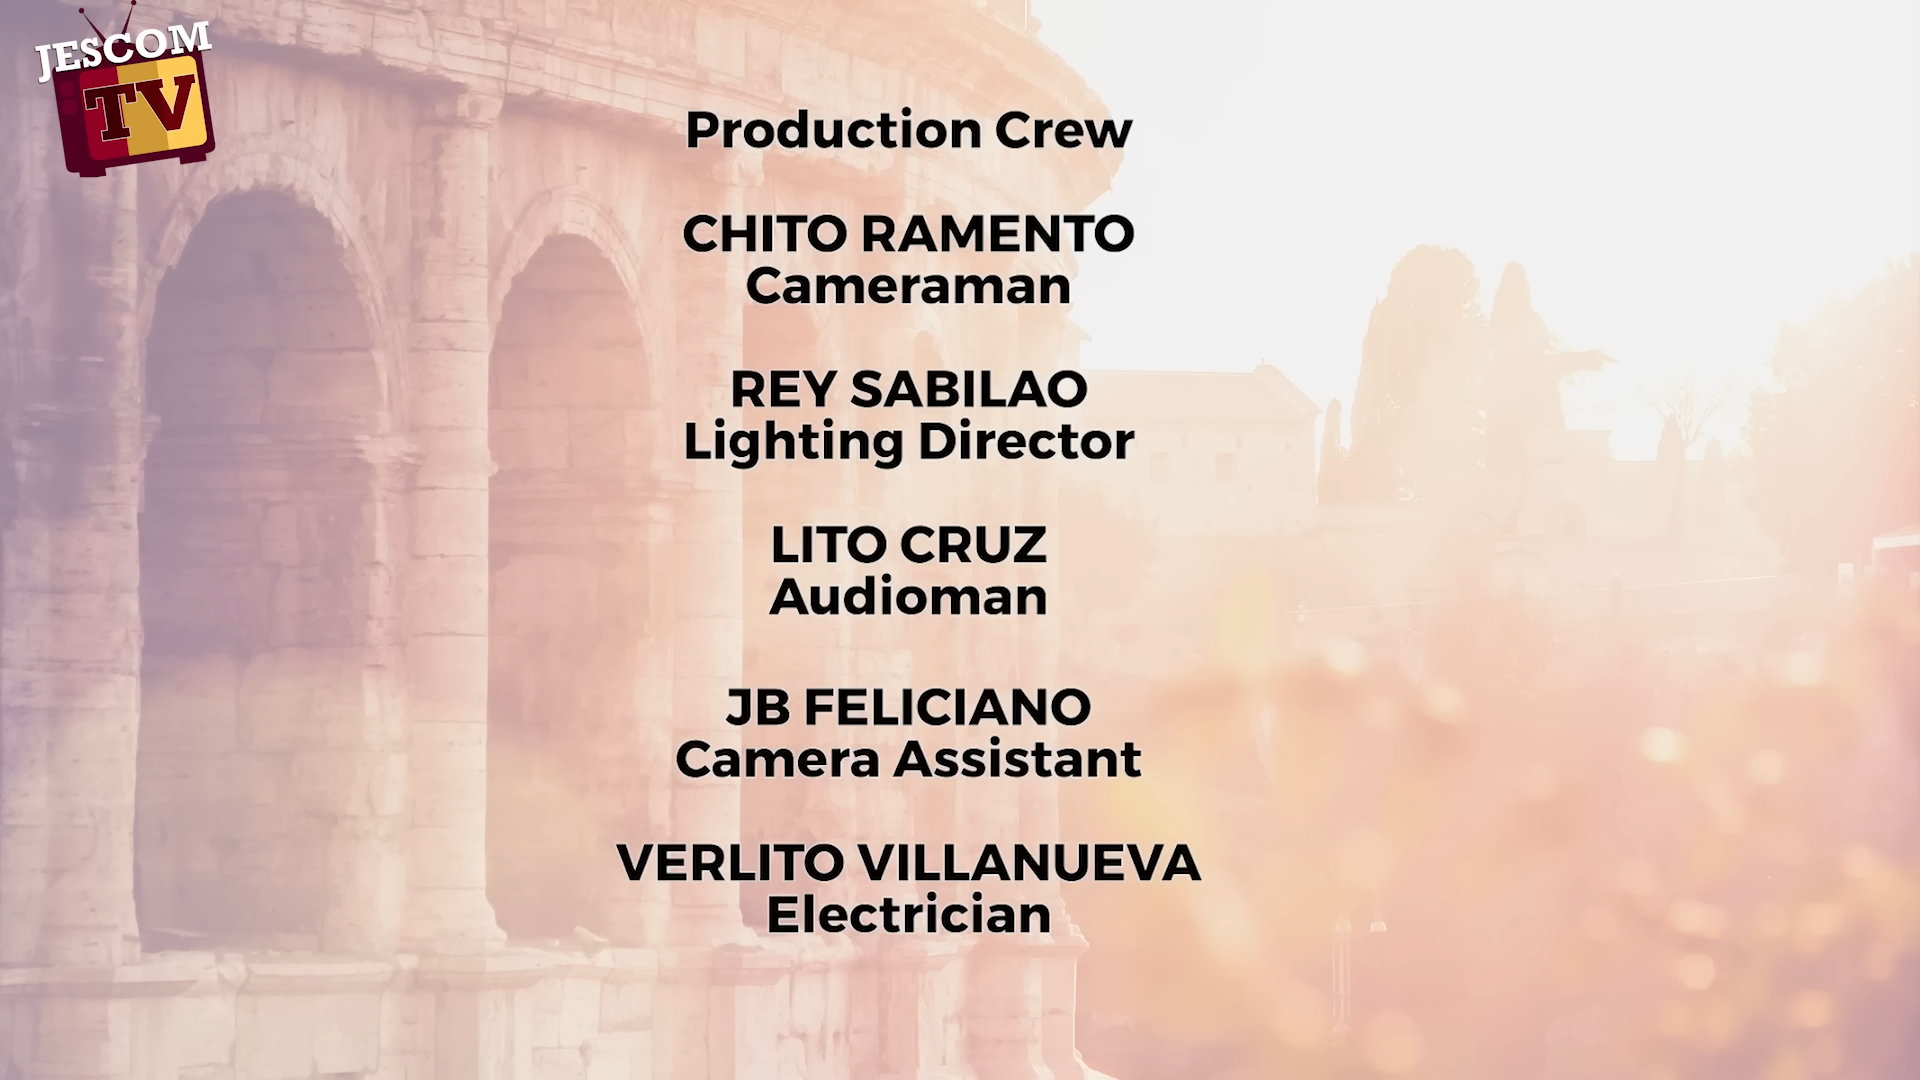 JESCOM
TV
Production Crew
CHITO RAMENTO
Cameraman
REY SABILAO
Lighting Director
LITO CRUZ
Audioman
JB FELICIANO
Camera Assistant
VERLITO VILLANUEVA
Electrician